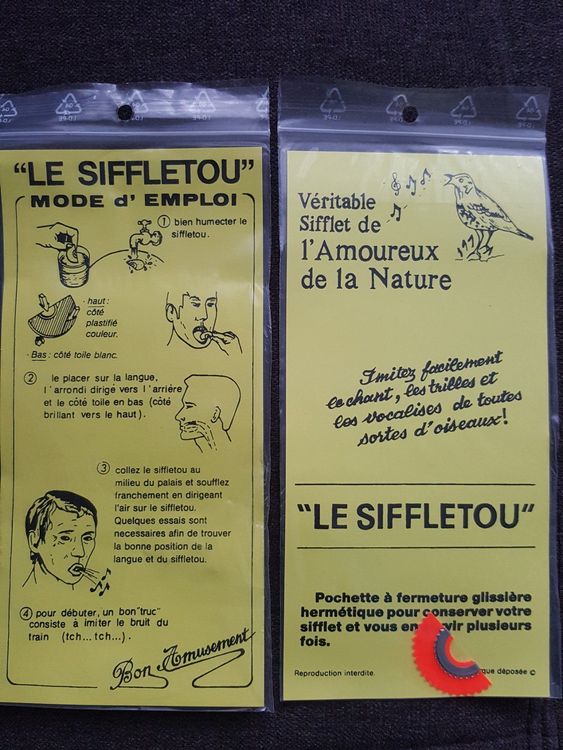 "LE SIFFLETOU"
MODE d' EMPLOI
① bien humecter le
siffletou.
. haut:
côté
plastifié
couleur.
. Bas: côté toile blanc.
② le placer sur la langue,
l'arrondi dirigé vers l'arrière
et le côté toile en bas (côté
brillant vers le haut).
③ collez le siffletou au
milieu du palais et soufflez
franchement en dirigeant
l'air sur le siffletou.
Quelques essais sont
necessaires afin de trouver
la bonne position de la
langue et du siffletou.
④ pour débuter, un bon"truc"
consiste à imiter le bruit du
train (tch... tch...).
Bon Amusement
Véritable
Sifflet de
l'Amoureux
de la Nature
Imitez facilement
le chant, les trilles et
les vocalises de toutes
sortes d'oiseaux!
"LE SIFFLETOU"
Pochette à fermeture glissière
hermétique pour conserver votre
sifflet et vous en vir plusieurs
fois.
Reproduction interdite. que déposée ©